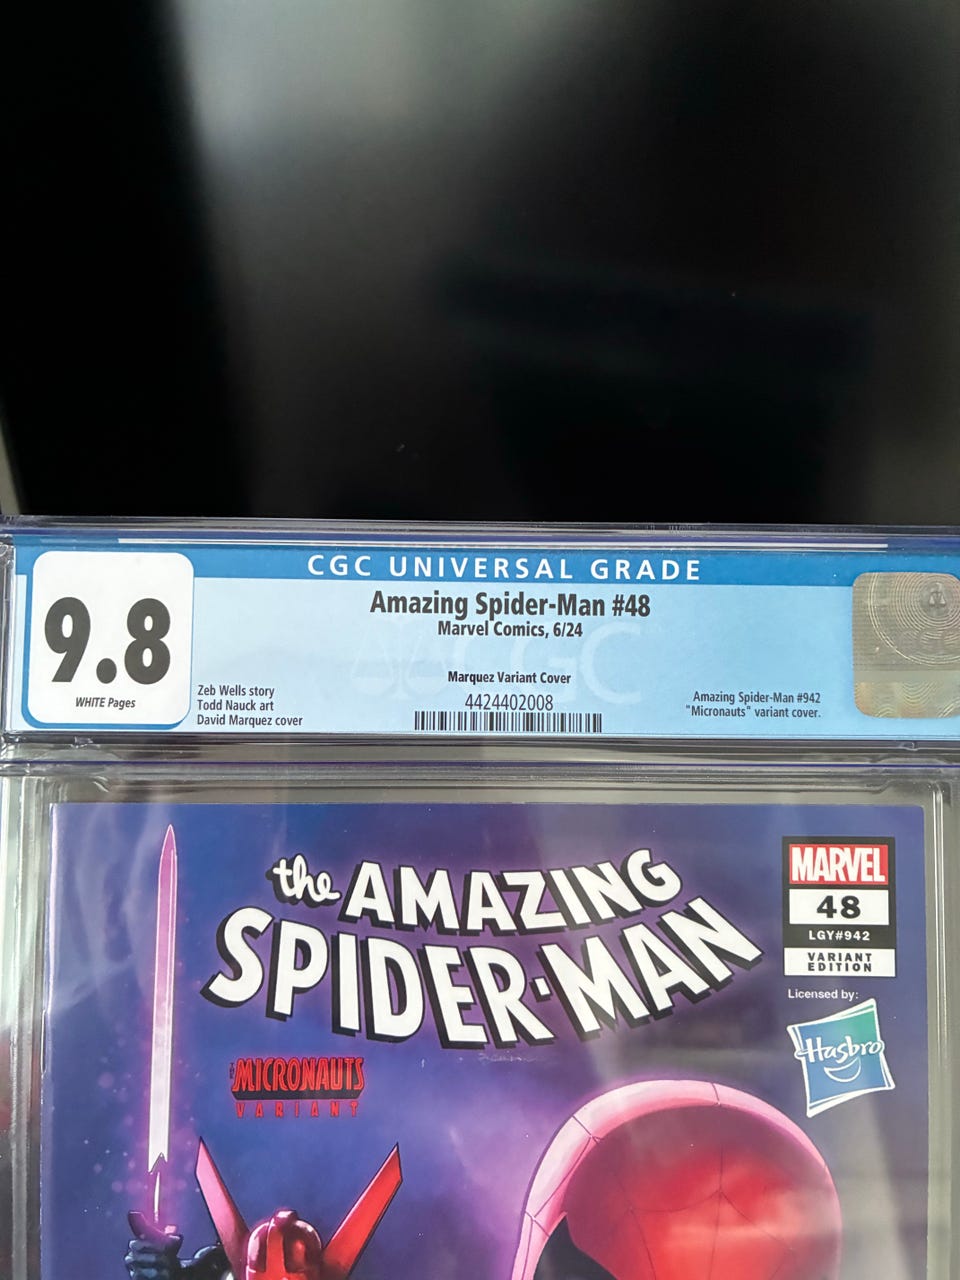 CGC UNIVERSAL GRADE
9.8
WHITE Pages
Amazing Spider-Man #48
Marvel Comics, 6/24
Marquez Variant Cover
4424402008
Zeb Wells story
Todd Nauck art
David Marquez cover
Amazing Spider-Man #942
"Micronauts" variant cover.
CGC
the AMAZING
SPIDER-MAN
MICRONAUTS
VARIANT
MARVEL
48
LGY#942
VARIANT
EDITION
Licensed by:
Hasbro